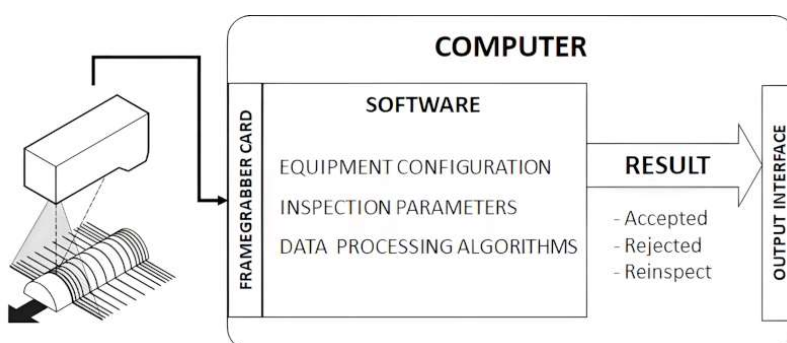 COMPUTER
FRAMEGRABBER CARD
SOFTWARE
EQUIPMENT CONFIGURATION
INSPECTION PARAMETERS
DATA PROCESSING ALGORITHMS
RESULT
- Accepted
- Rejected
- Reinspect
OUTPUT INTERFACE